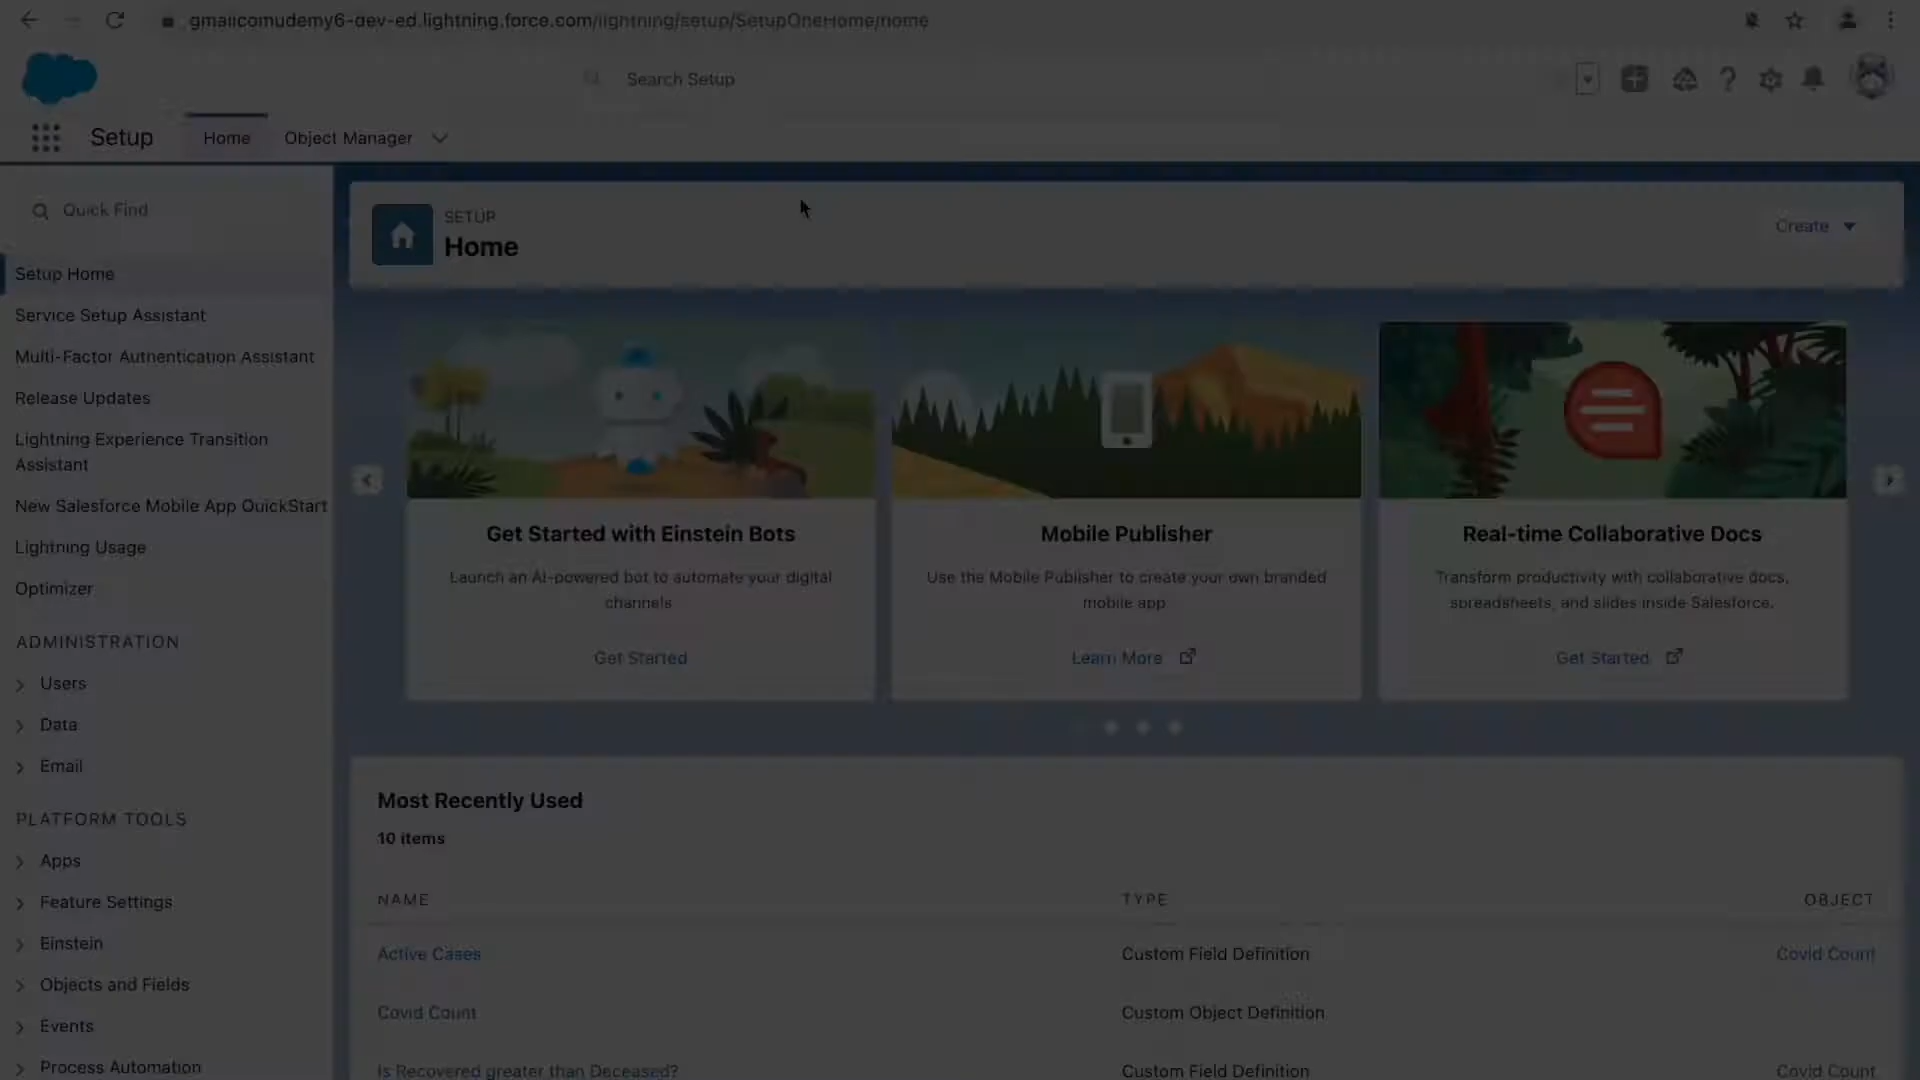 gmailcomudemy6-dev-ed.lightning.force.com/lightning/setup/SetupOneHome/home
Search Setup
Setup
Home
Object Manager
Quick Find
Setup Home
Service Setup Assistant
Multi-Factor Authentication Assistant
Release Updates
Lightning Experience Transition
Assistant
New Salesforce Mobile App QuickStart
Lightning Usage
Optimizer
ADMINISTRATION
Users
Data
Email
PLATFORM TOOLS
Apps
Feature Settings
Einstein
Objects and Fields
Events
Process Automation
SETUP
Home
Create
Get Started with Einstein Bots
Launch an AI-powered bot to automate your digital
channels
Get Started
Mobile Publisher
Use the Mobile Publisher to create your own branded
mobile app
Learn More
Real-time Collaborative Docs
Transform productivity with collaborative docs,
spreadsheets, and slides inside Salesforce.
Get Started
Most Recently Used
10 items
NAME TYPE OBJECT
Active Cases Custom Field Definition Covid Count
Covid Count Custom Object Definition
Is Recovered greater than Deceased? Custom Field Definition Covid Count